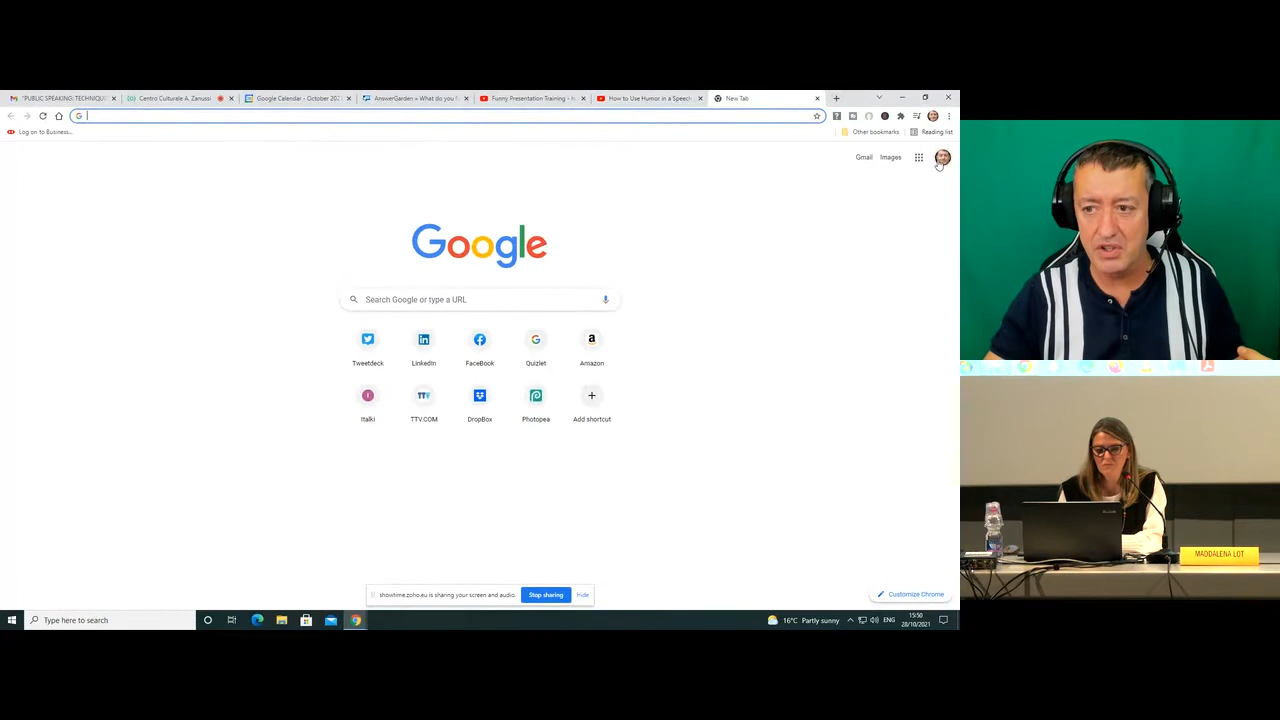 "PUBLIC SPEAKING: TECHNIQU
Centro Culturale A. Zanussi
Google Calendar - October 202
AnswerGarden » What do you f
Funny Presentation Training - h
How to Use Humor in a Speech
New Tab
Log on to Business...
Other bookmarks
Reading list
Gmail
Images
Google
Search Google or type a URL
Tweetdeck
LinkedIn
FaceBook
Quizlet
Amazon
Italki
TTV.COM
DropBox
Photopea
Add shortcut
MADDALENA LOT
showtime.zoho.eu is sharing your screen and audio.
Stop sharing
Hide
Customize Chrome
Type here to search
16°C Partly sunny
ENG
15:50
28/10/2021